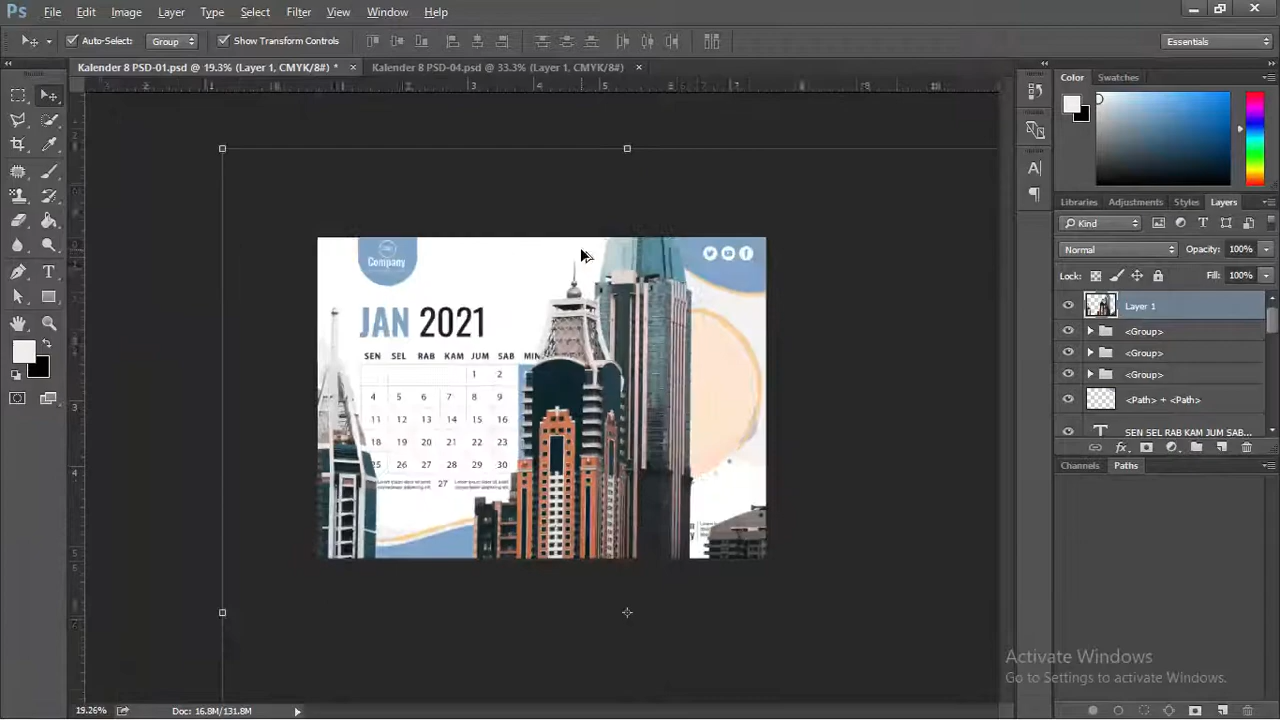 Ps File Edit Image Layer Type Select Filter View Window Help
Auto-Select: Group Show Transform Controls Essentials
Kalender 8 PSD-01.psd @ 19.3% (Layer 1, CMYK/8#) * × Kalender 8 PSD-04.psd @ 33.3% (Layer 1, CMYK/8#) ×
Color Swatches
Libraries Adjustments Styles Layers
Kind
Normal Opacity: 100%
Lock: Fill: 100%
Layer 1
<Group>
<Group>
<Group>
<Path> + <Path>
SEN SEL RAB KAM JUM SAB...
Channels Paths
Company
JAN 2021
SEN SEL RAB KAM JUM SAB
1 2
4 5 6 7 8 9
11 12 13 14 15 16
18 19 20 21 22 23
25 26 27 28 29 30
27
Activate Windows
Go to Settings to activate Windows.
19.26% Doc: 16.8M/131.8M